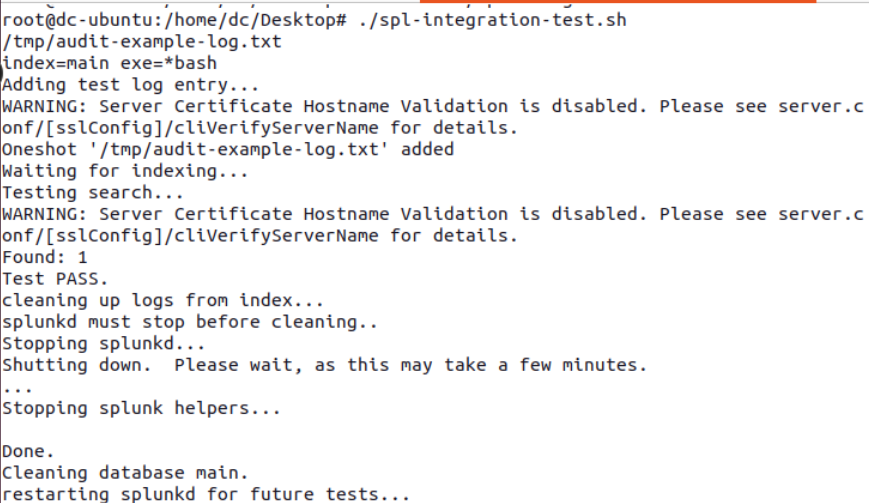 root@dc-ubuntu:/home/dc/Desktop# ./spl-integration-test.sh
/tmp/audit-example-log.txt
index=main exe=*bash
Adding test log entry...
WARNING: Server Certificate Hostname Validation is disabled. Please see server.c
onf/[sslConfig]/cliVerifyServerName for details.
Oneshot '/tmp/audit-example-log.txt' added
Waiting for indexing...
Testing search...
WARNING: Server Certificate Hostname Validation is disabled. Please see server.c
onf/[sslConfig]/cliVerifyServerName for details.
Found: 1
Test PASS.
cleaning up logs from index...
splunkd must stop before cleaning..
Stopping splunkd...
Shutting down.  Please wait, as this may take a few minutes.
...
Stopping splunk helpers...
Done.
Cleaning database main.
restarting splunkd for future tests...